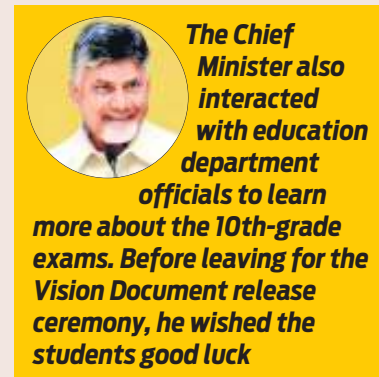 The Chief
Minister also
interacted
with education
department
officials to learn
more about the 10th-grade
exams. Before leaving for the
Vision Document release
ceremony, he wished the
students good luck